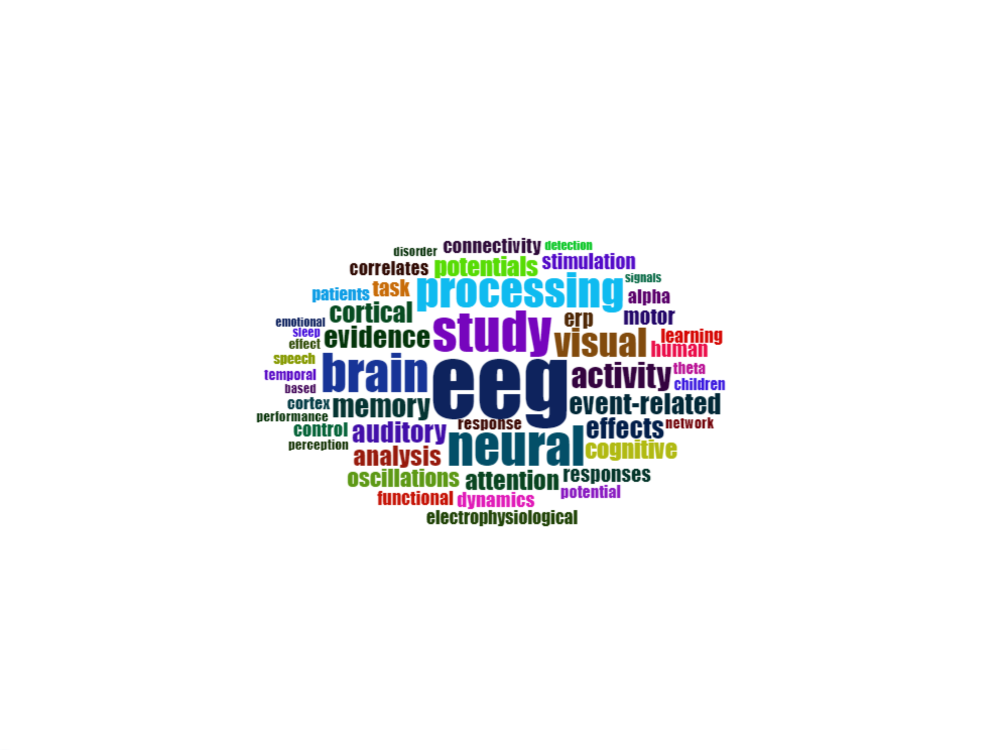 connectivity detection
disorder
correlates potentials stimulation
processing signals
patients task alpha
cortical erp motor
emotional study
sleep evidence visual learning
effect human
speech brain eeg activity theta
temporal children
based
cortex memory event-related
performance response effects network
control auditory
perception neural cognitive
analysis
oscillations attention responses
functional dynamics potential
electrophysiological